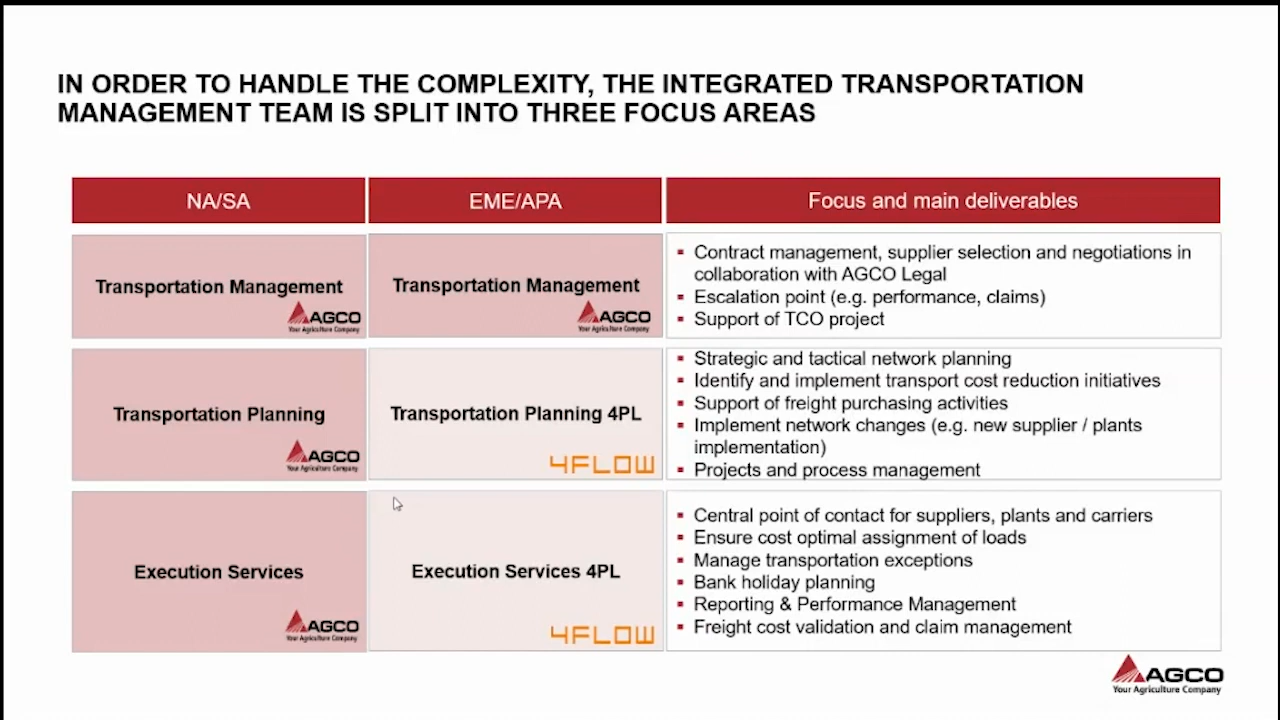 IN ORDER TO HANDLE THE COMPLEXITY, THE INTEGRATED TRANSPORTATION
MANAGEMENT TEAM IS SPLIT INTO THREE FOCUS AREAS
NA/SA
EME/APA
Focus and main deliverables
Transportation Management
AGCO
Your Agriculture Company
Transportation Management
AGCO
Your Agriculture Company
Contract management, supplier selection and negotiations in
collaboration with AGCO Legal
Escalation point (e.g. performance, claims)
Support of TCO project
Transportation Planning
AGCO
Your Agriculture Company
Transportation Planning 4PL
4FLOW
Strategic and tactical network planning
Identify and implement transport cost reduction initiatives
Support of freight purchasing activities
Implement network changes (e.g. new supplier / plants
implementation)
Projects and process management
Execution Services
AGCO
Your Agriculture Company
Execution Services 4PL
4FLOW
Central point of contact for suppliers, plants and carriers
Ensure cost optimal assignment of loads
Manage transportation exceptions
Bank holiday planning
Reporting & Performance Management
Freight cost validation and claim management
AGCO
Your Agriculture Company